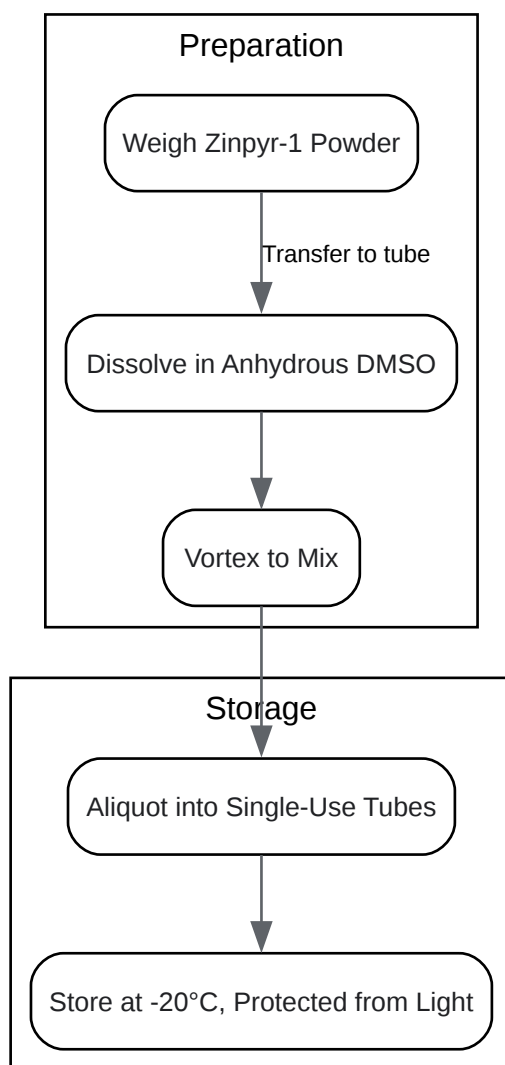 Preparation
Weigh Zinpyr-1 Powder
Transfer to tube
Dissolve in Anhydrous DMSO
Vortex to Mix
Storage
Aliquot into Single-Use Tubes
Store at -20°C, Protected from Light